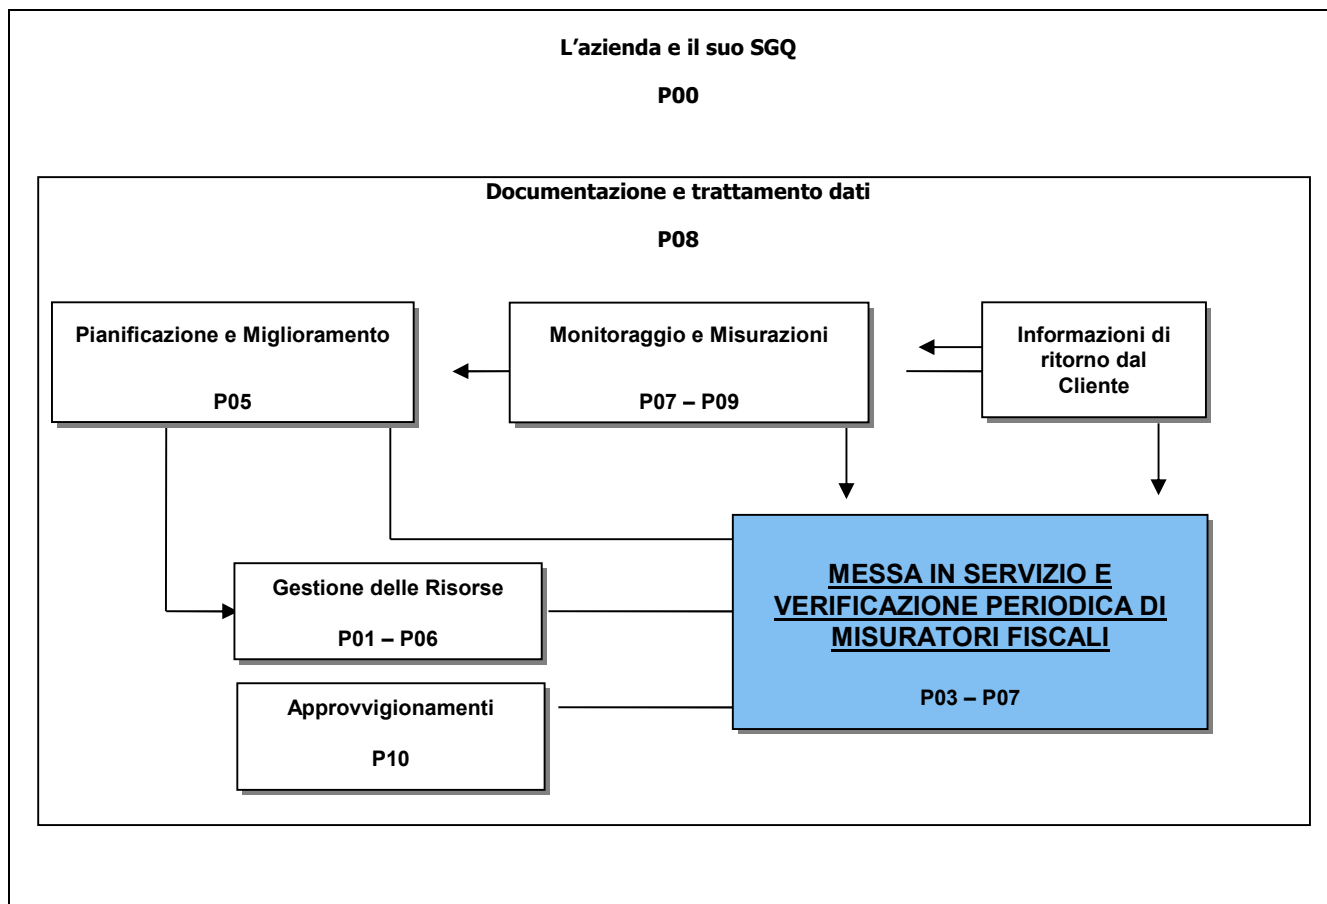 L'azienda e il suo SGQ
P00
Documentazione e trattamento dati
P08
Pianificazione e Miglioramento
P05
Monitoraggio e Misurazioni
P07 – P09
Informazioni di
ritorno dal
Cliente
Gestione delle Risorse
P01 – P06
MESSA IN SERVIZIO E
VERIFICAZIONE PERIODICA DI
MISURATORI FISCALI
P03 – P07
Approvvigionamenti
P10